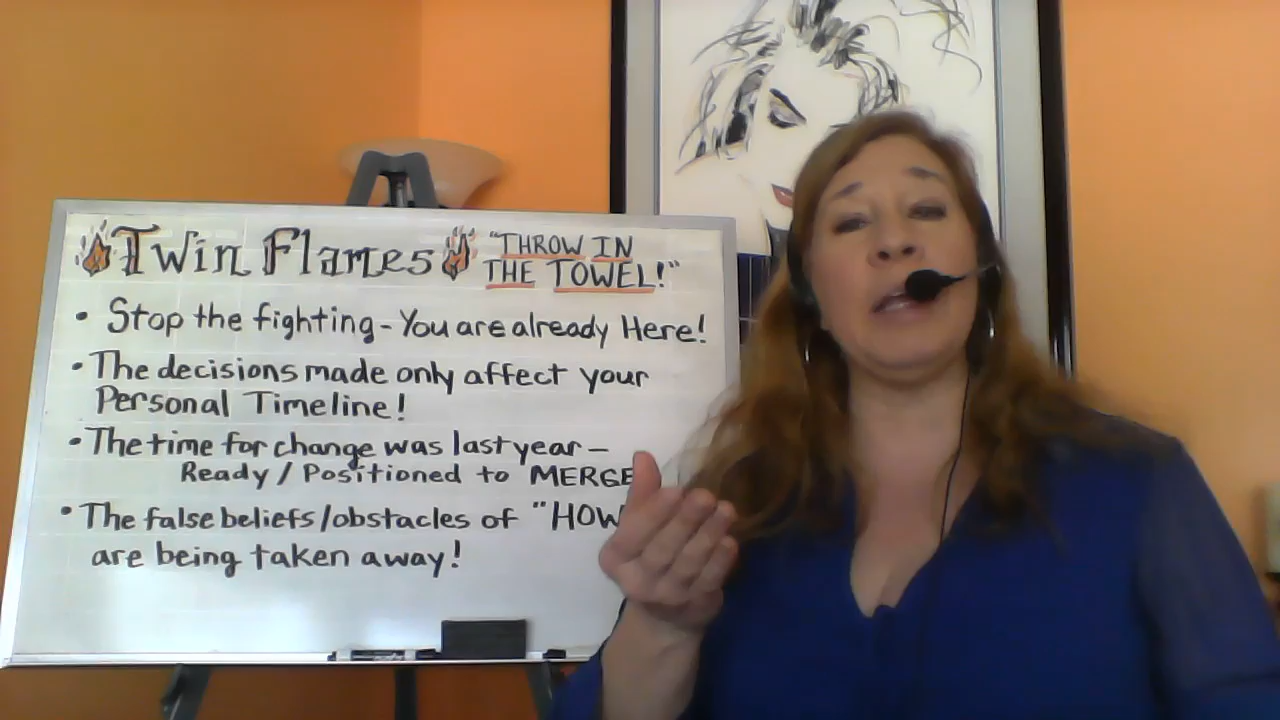 Twin Flames "THROW IN
THE TOWEL!"
• Stop the fighting - You are already Here!
• The decisions made only affect your
Personal Timeline!
• The time for change was last year –
Ready / Positioned to MERGE
• The false beliefs/obstacles of "HOW
are being taken away!